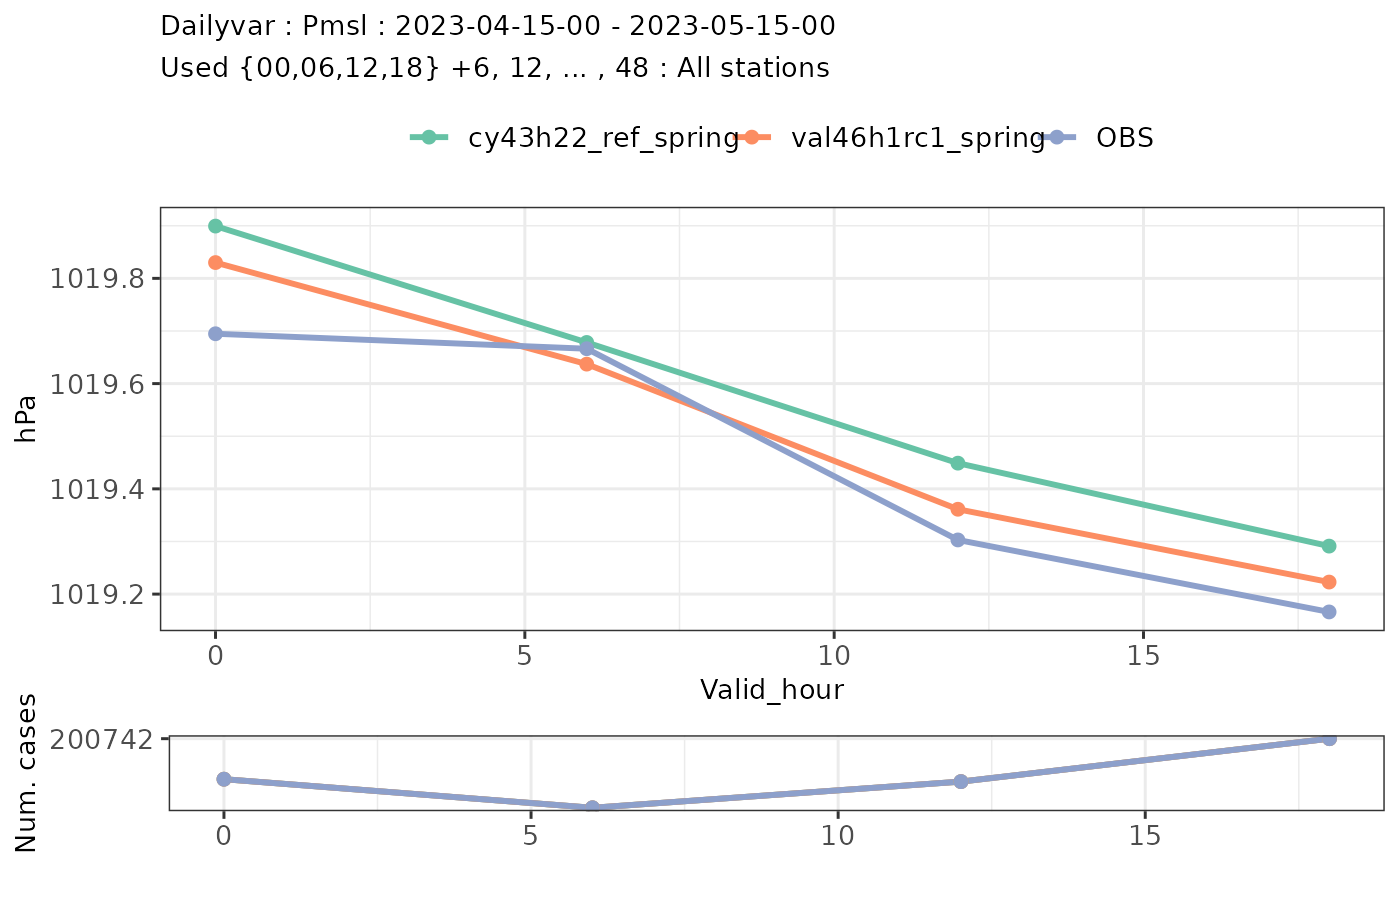 Dailyvar : Pmsl : 2023-04-15-00 - 2023-05-15-00
Used {00,06,12,18} +6, 12, ... , 48 : All stations
cy43h22_ref_spring val46h1rc1_spring OBS
1019.8
1019.6
1019.4
1019.2
hPa
0 5 10 15
Valid_hour
200742
Num. cases
0 5 10 15